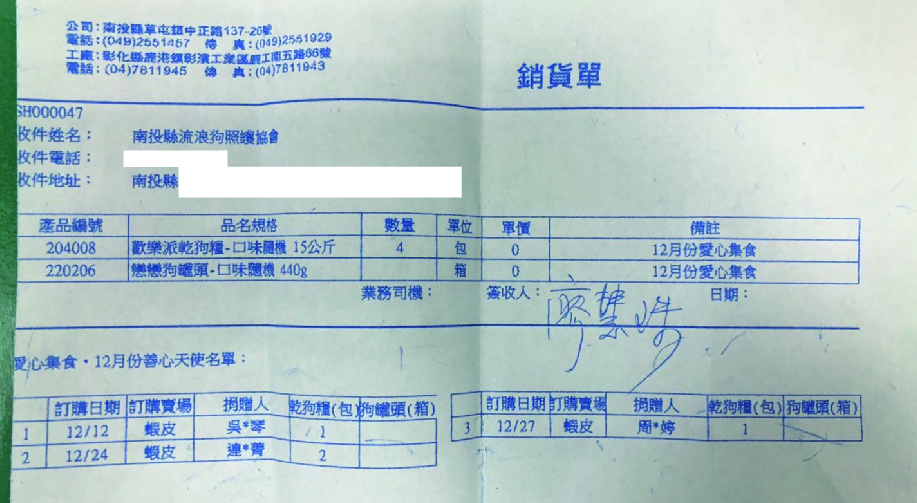 公司:南投縣草屯鎮中正路137-26號
電話:(049)2551457 傳 真:(049)2551929
工廠:彰化縣鹿港鎮彰濱工業區鹿工南五路66號
電話:(04)7811945 傳 真:(04)7811943
銷貨單
SH000047
收件姓名: 南投縣流浪狗照護協會
收件電話:
收件地址: 南投縣
產品編號 品名規格 數量 單位 單價 備註
204008 歡樂派乾狗糧-口味隨機 15公斤 4 包 0 12月份愛心集食
220206 戀戀狗罐頭-口味隨機 440g 箱 0 12月份愛心集食
業務司機: 簽收人: 廖慧 日期:
愛心集食・12月份善心天使名單:
訂購日期 訂購賣場 捐贈人 乾狗糧(包) 狗罐頭(箱)
1 12/12 蝦皮 吳*琴 1
2 12/24 蝦皮 連*菁 2
訂購日期 訂購賣場 捐贈人 乾狗糧(包) 狗罐頭(箱)
3 12/27 蝦皮 周*婷 1